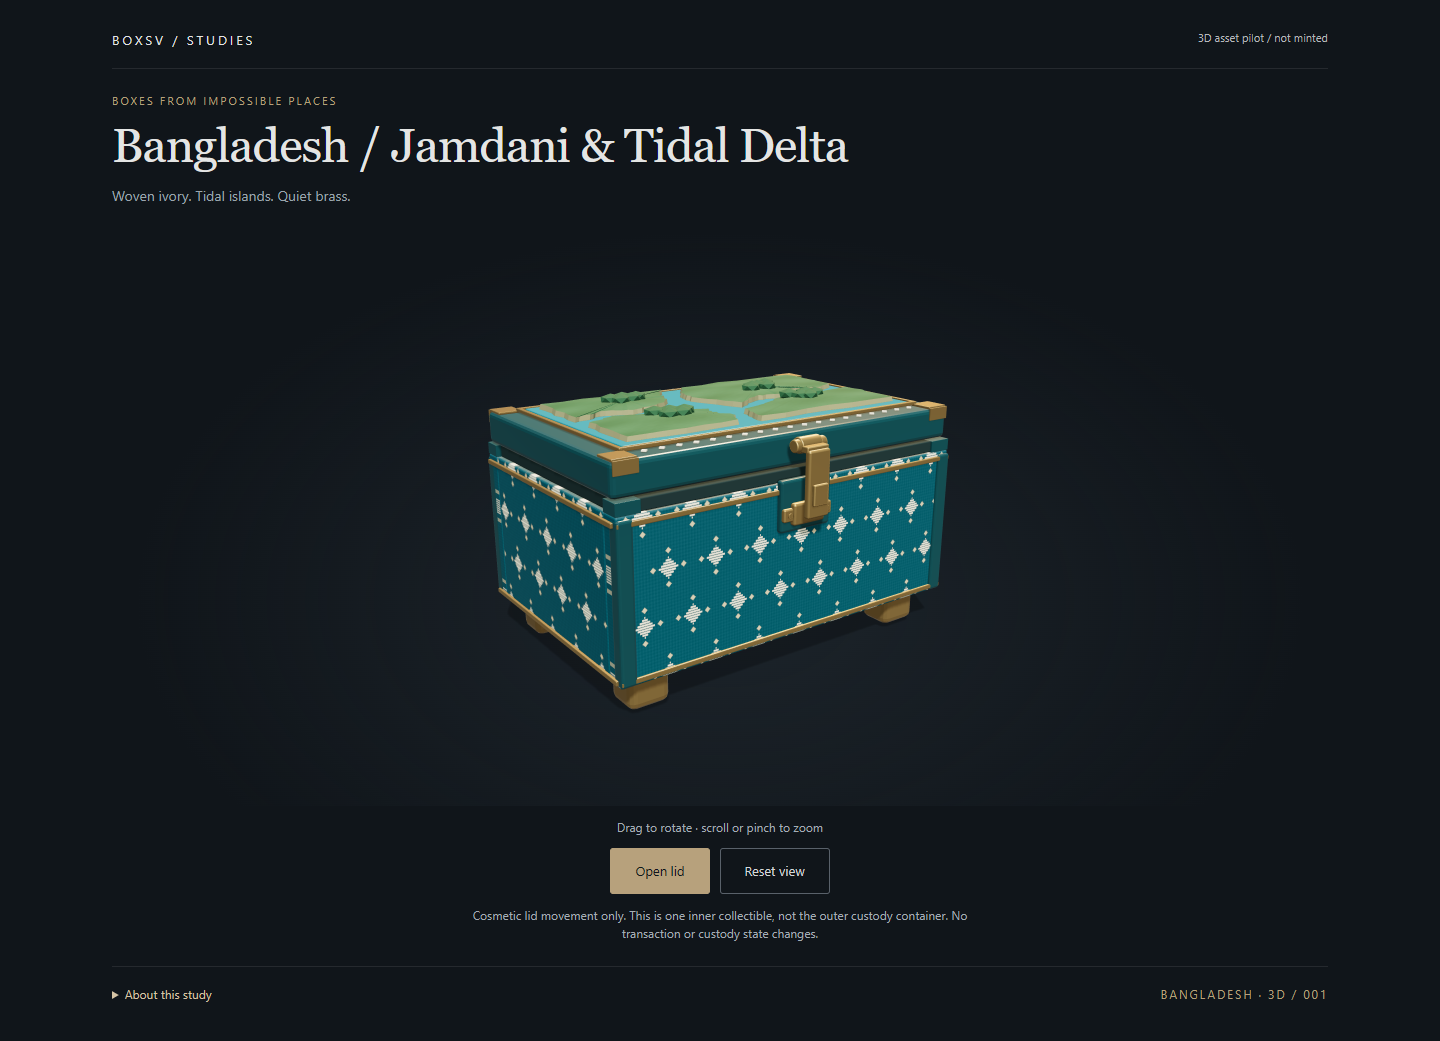 BOXSV / STUDIES
3D asset pilot / not minted
BOXES FROM IMPOSSIBLE PLACES
Bangladesh / Jamdani & Tidal Delta
Woven ivory. Tidal islands. Quiet brass.
Drag to rotate · scroll or pinch to zoom
Open lid
Reset view
Cosmetic lid movement only. This is one inner collectible, not the outer custody container. No
transaction or custody state changes.
About this study
BANGLADESH · 3D / 001